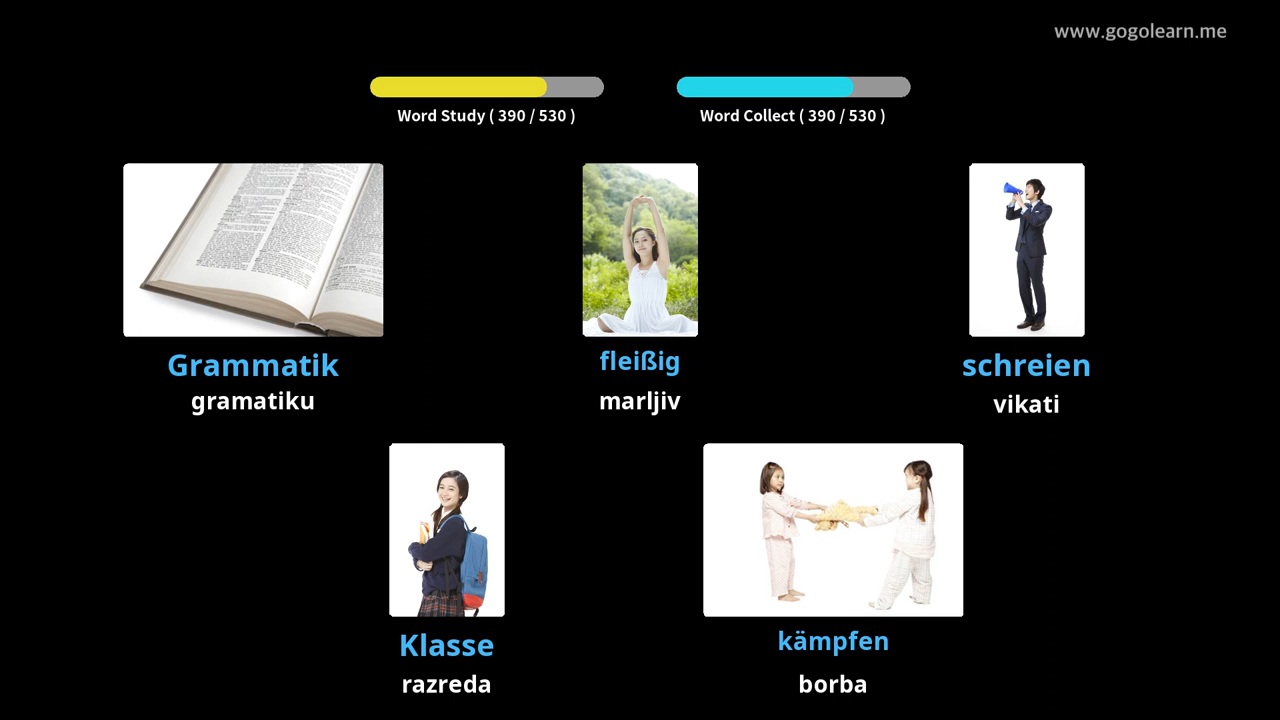 www.gogolearn.me
Word Study ( 390 / 530 )
Word Collect ( 390 / 530 )
Grammatik
gramatiku
fleißig
marljiv
schreien
vikati
Klasse
razreda
kämpfen
borba